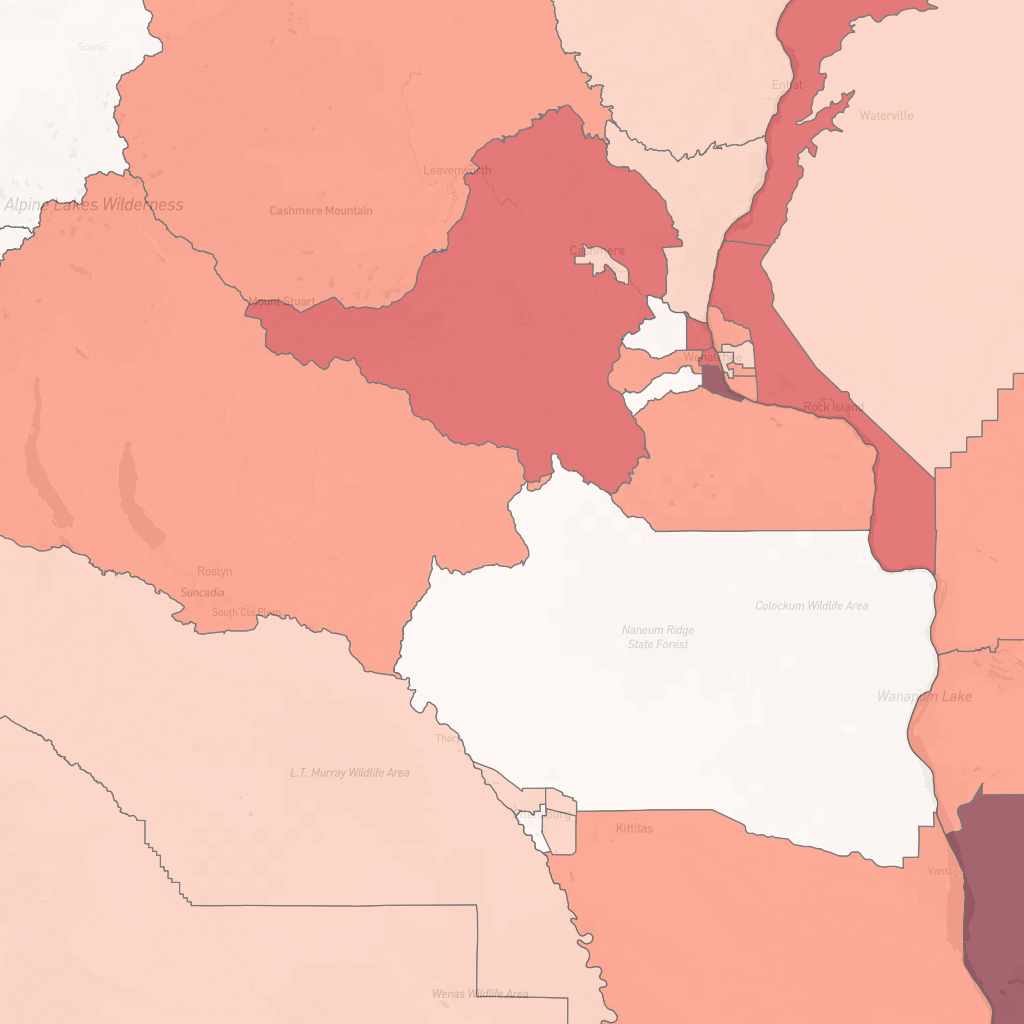 Scenic
Entiat
Waterville
Leavenworth
Alpine Lakes Wilderness
Cashmere Mountain
Cashmere
Mount Stuart
Wenatchee
Rock Island
Roslyn
Suncadia
South Cle Elum
Colockum Wildlife Area
Naneum Ridge
State Forest
Wanapum Lake
Thorp
L.T. Murray Wildlife Area
Ellensburg
Kittitas
Vantage
Wenas Wildlife Area